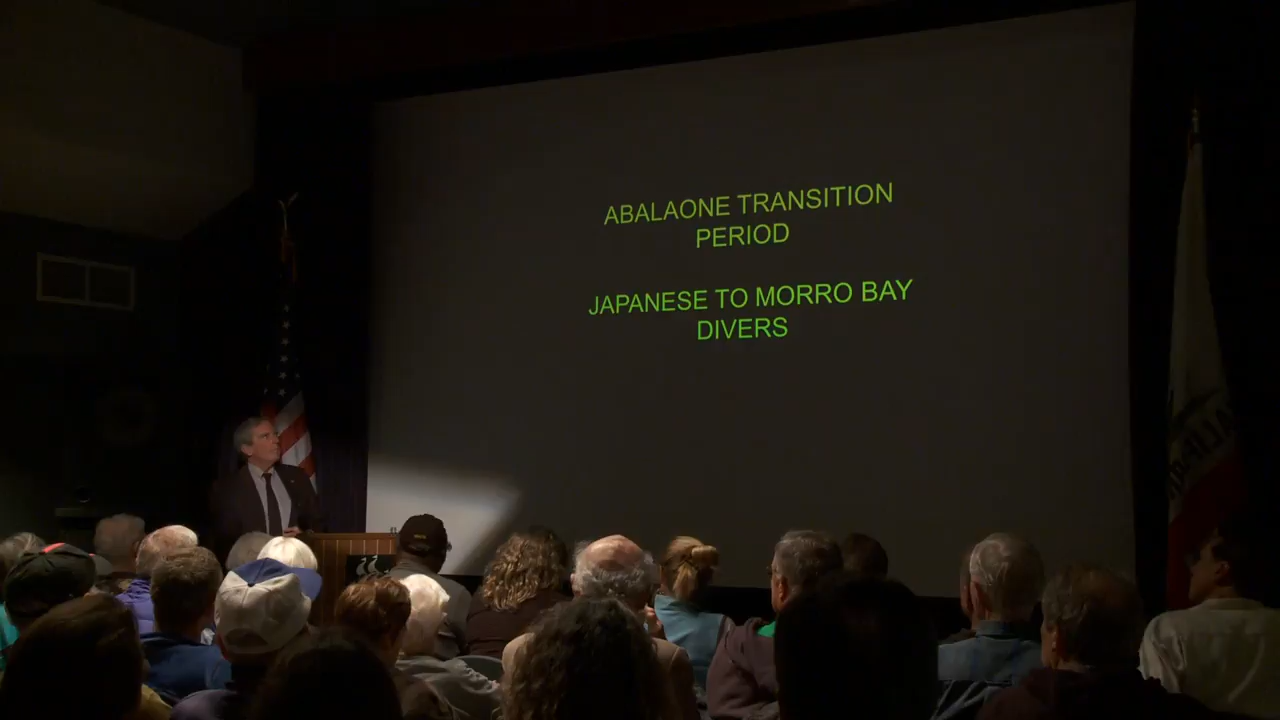 ABALAONE TRANSITION
PERIOD
JAPANESE TO MORRO BAY
DIVERS